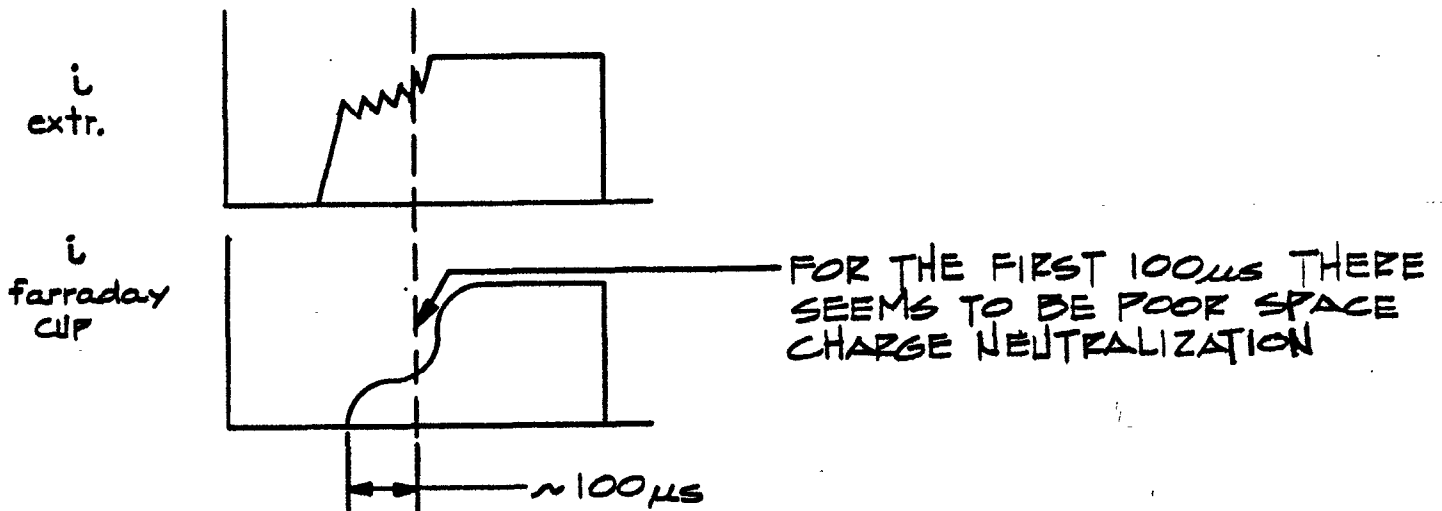 i
extr.
i
farraday
CUP
FOR THE FIRST 100µs THERE
SEEMS TO BE POOR SPACE
CHARGE NEUTRALIZATION
~100µs